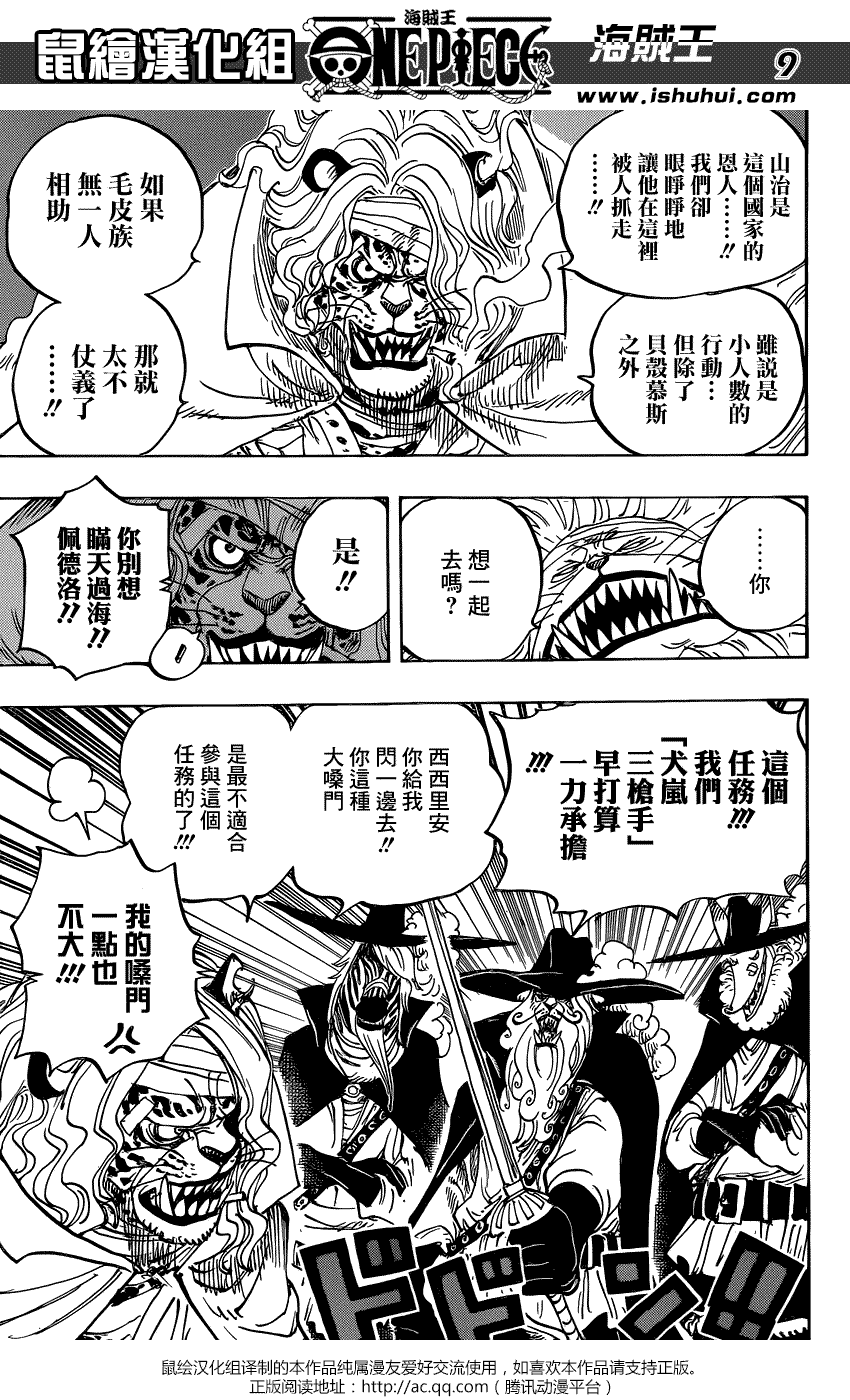 鼠繪漢化組
海賊王
ONE PIECE
海賊王
9
www.ishuhui.com
山治是
這個國家的
恩人……!!
我們卻
眼睜睜地
讓他在這裡
被人抓走
……!!
雖說是
小人數的
行動…
但除了
貝殼慕斯
之外
如果
毛皮族
無一人
相助
那就
太不
仗義了
……!!
……你
想一起
去嗎?
是!!
你別想
瞞天過海!!
佩德洛!!
這個
任務!!!
我們
「犬嵐
三槍手」
早打算
一力承擔
!!!
西西里安
你給我
閃一邊去!!
你這種
大嗓門
是最不適合
參與這個
任務的了!!!
我的嗓門
一點也
不大!!!
ドドン!!
鼠绘汉化组译制的本作品纯属漫友爱好交流使用，如喜欢本作品请支持正版。
正版阅读地址：http://ac.qq.com（腾讯动漫平台）